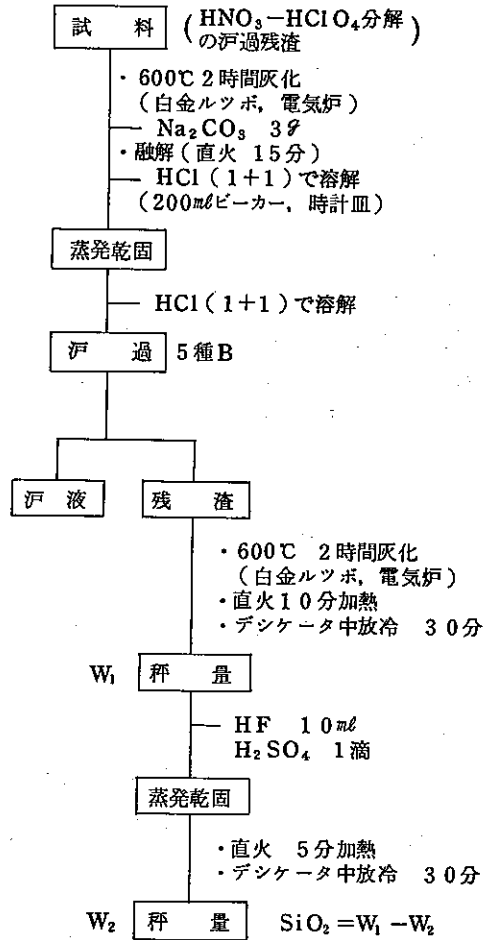 試料 (HNO₃-HClO₄分解
の沪過残渣)
・600℃ 2時間灰化
(白金ルツボ, 電気炉)
Na₂CO₃ 3g
・融解(直火 15分)
HCl(1+1)で溶解
(200mlビーカー, 時計皿)
蒸発乾固
HCl(1+1)で溶解
沪過 5種B
沪液 残渣
・600℃ 2時間灰化
(白金ルツボ, 電気炉)
・直火10分加熱
・デシケータ中放冷 30分
W₁ 秤量
HF 10ml
H₂SO₄ 1滴
蒸発乾固
・直火 5分加熱
・デシケータ中放冷 30分
W₂ 秤量 SiO₂=W₁-W₂